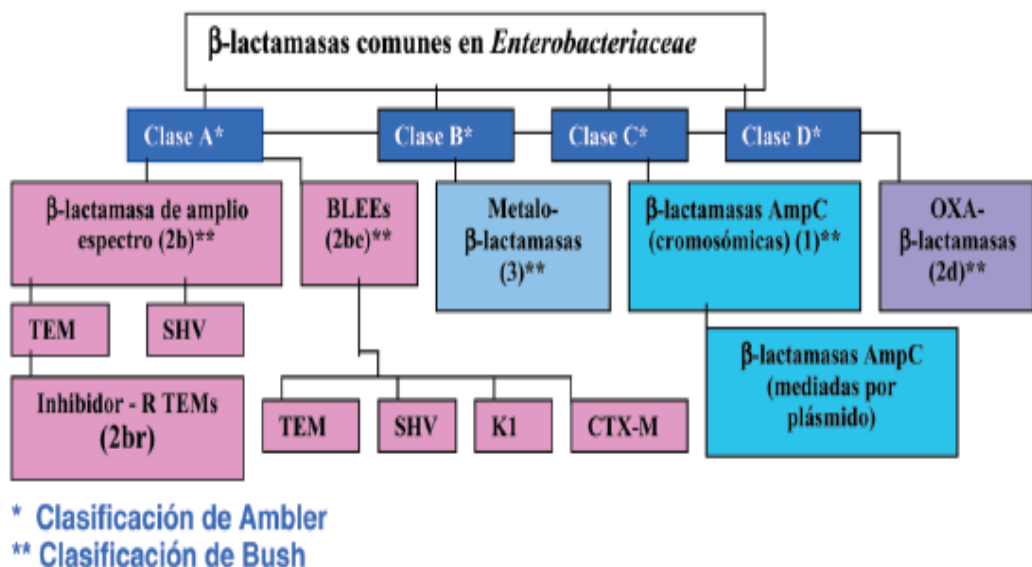 β-lactamasas comunes en Enterobacteriaceae
Clase A*
Clase B*
Clase C*
Clase D*
β-lactamasa de amplio
espectro (2b)**
BLEEs
(2be)**
Metalo-
β-lactamasas
(3)**
β-lactamasas AmpC
(cromosómicas) (1)**
OXA-
β-lactamasas
(2d)**
TEM
SHV
Inhibidor - R TEMs
(2br)
TEM
SHV
K1
CTX-M
β-lactamasas AmpC
(mediadas por
plásmido)
* Clasificación de Ambler
** Clasificación de Bush